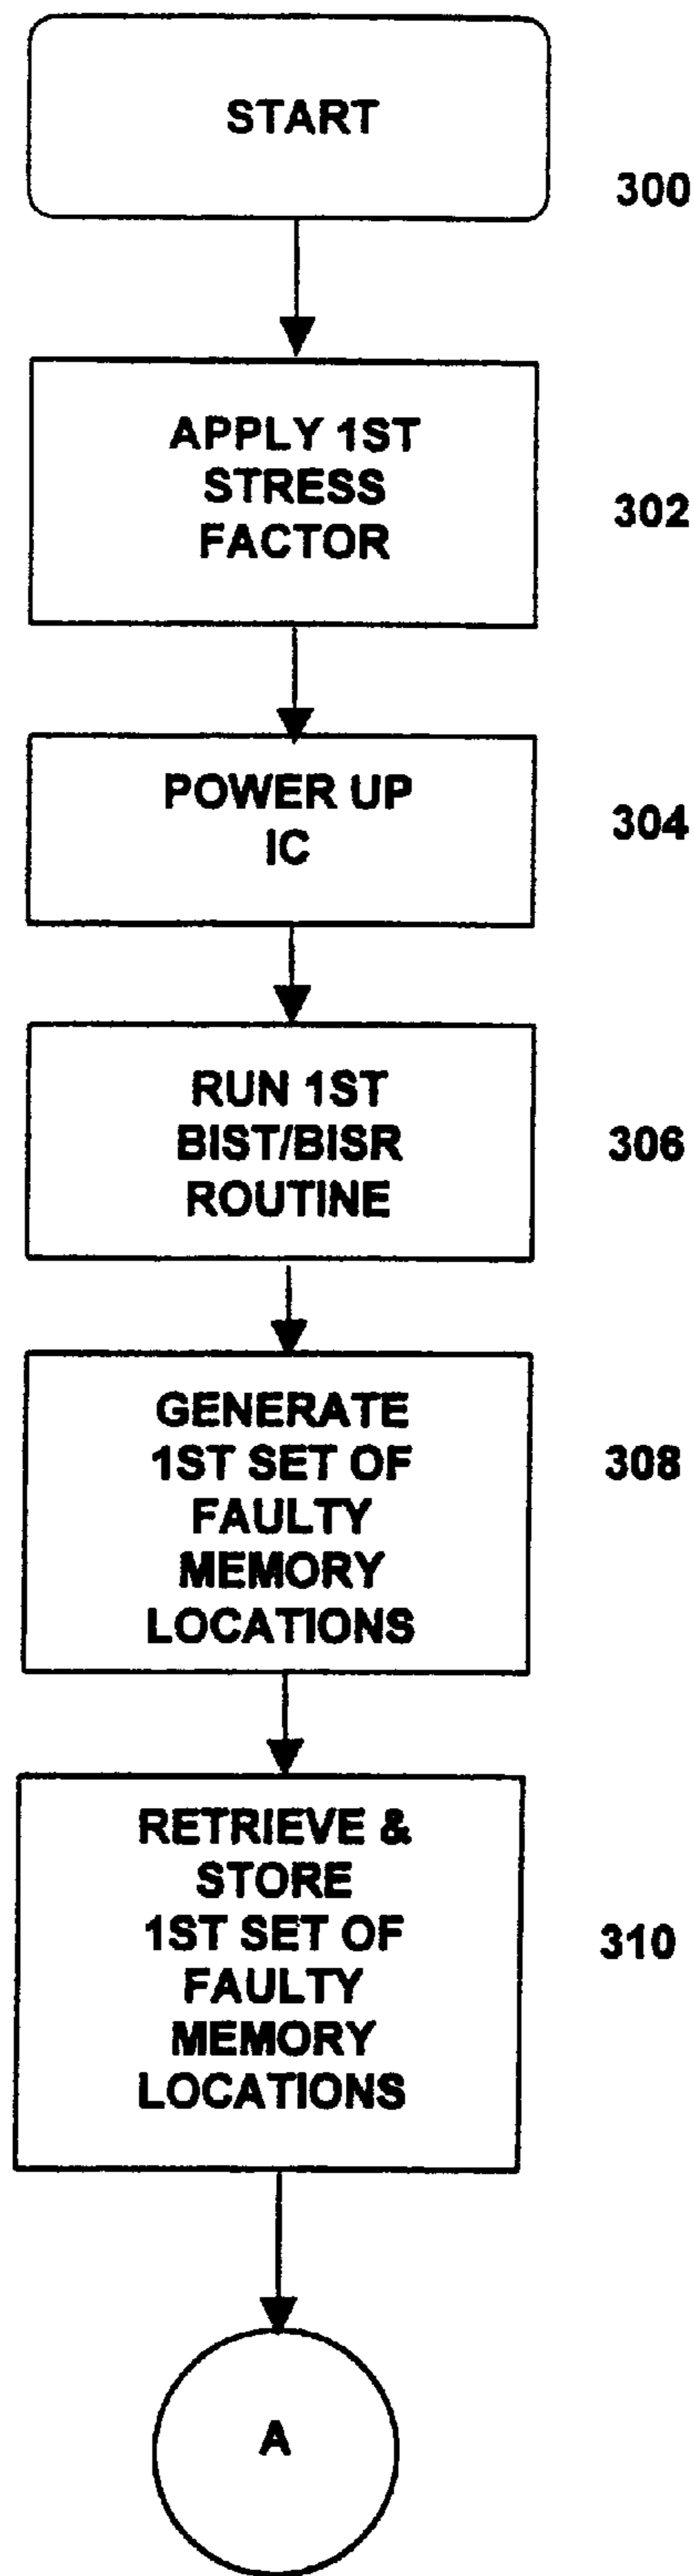 START
300
APPLY 1ST
STRESS
FACTOR
302
POWER UP
IC
304
RUN 1ST
BIST/BISR
ROUTINE
306
GENERATE
1ST SET OF
FAULTY
MEMORY
LOCATIONS
308
RETRIEVE &
STORE
1ST SET OF
FAULTY
MEMORY
LOCATIONS
310
A